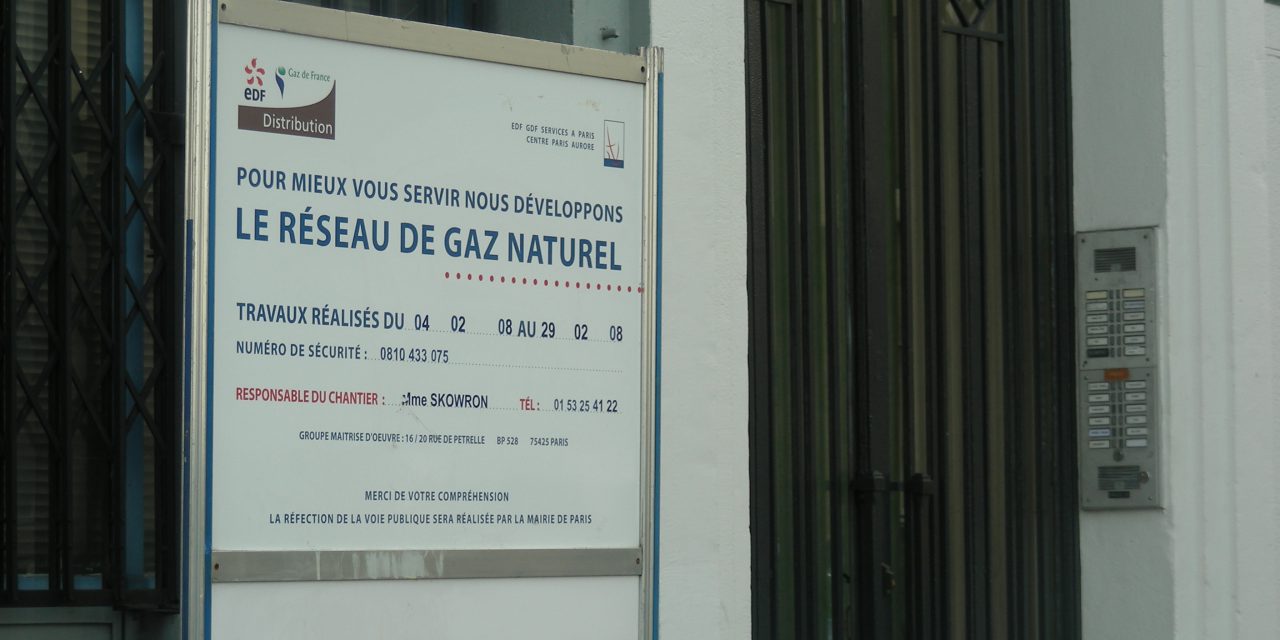 eDF
Gaz de France
Distribution
EDF GDF SERVICES A PARIS
CENTRE PARIS AURORE
POUR MIEUX VOUS SERVIR NOUS DÉVELOPPONS
LE RÉSEAU DE GAZ NATUREL
TRAVAUX RÉALISÉS DU 04 02 08 AU 29 02 08
NUMÉRO DE SÉCURITÉ : 0810 433 075
RESPONSABLE DU CHANTIER : Mme SKOWRON TÉL : 01 53 25 41 22
GROUPE MAITRISE D'OEUVRE : 16 / 20 RUE DE PETRELLE BP 528 75425 PARIS
MERCI DE VOTRE COMPRÉHENSION
LA RÉFECTION DE LA VOIE PUBLIQUE SERA RÉALISÉE PAR LA MAIRIE DE PARIS